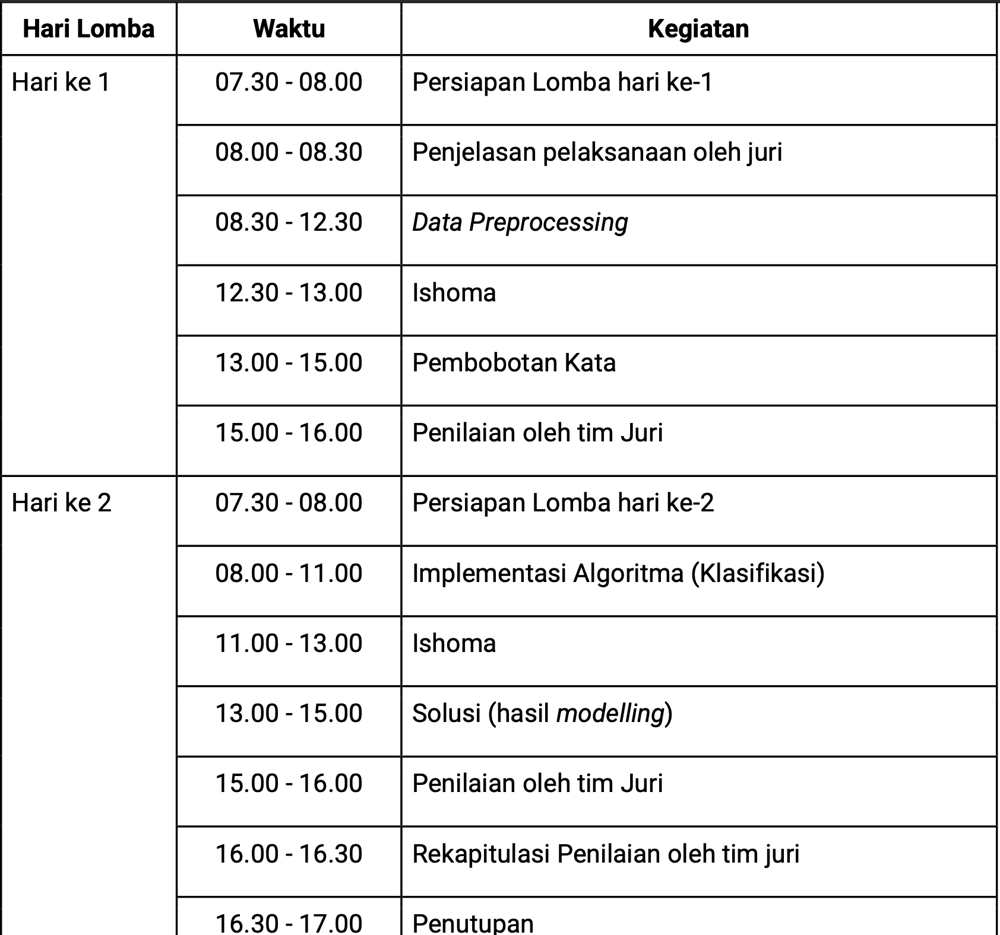 Hari Lomba Waktu Kegiatan
Hari ke 1 07.30 - 08.00 Persiapan Lomba hari ke-1
08.00 - 08.30 Penjelasan pelaksanaan oleh juri
08.30 - 12.30 Data Preprocessing
12.30 - 13.00 Ishoma
13.00 - 15.00 Pembobotan Kata
15.00 - 16.00 Penilaian oleh tim Juri
Hari ke 2 07.30 - 08.00 Persiapan Lomba hari ke-2
08.00 - 11.00 Implementasi Algoritma (Klasifikasi)
11.00 - 13.00 Ishoma
13.00 - 15.00 Solusi (hasil modelling)
15.00 - 16.00 Penilaian oleh tim Juri
16.00 - 16.30 Rekapitulasi Penilaian oleh tim juri
16.30 - 17.00 Penutupan